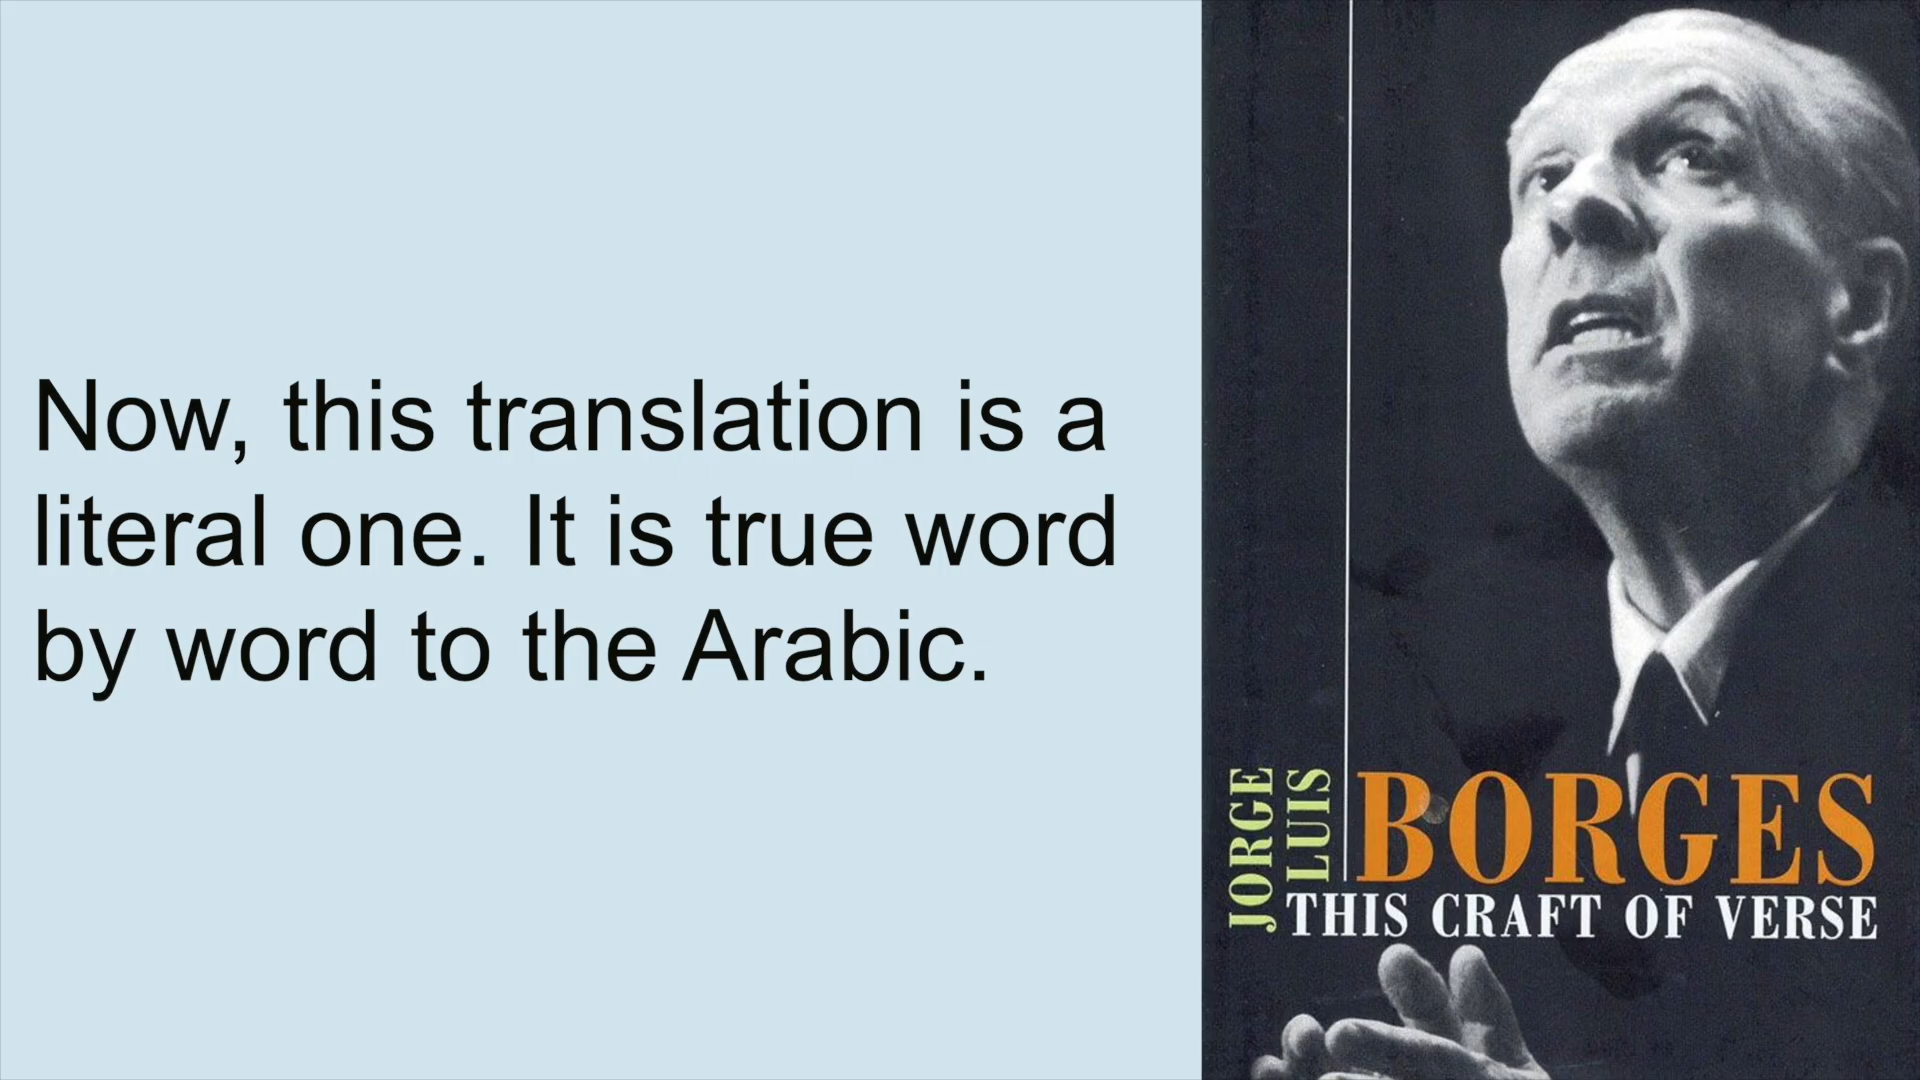 Now, this translation is a
literal one. It is true word
by word to the Arabic.
JORGE
LUIS
BORGES
THIS CRAFT OF VERSE